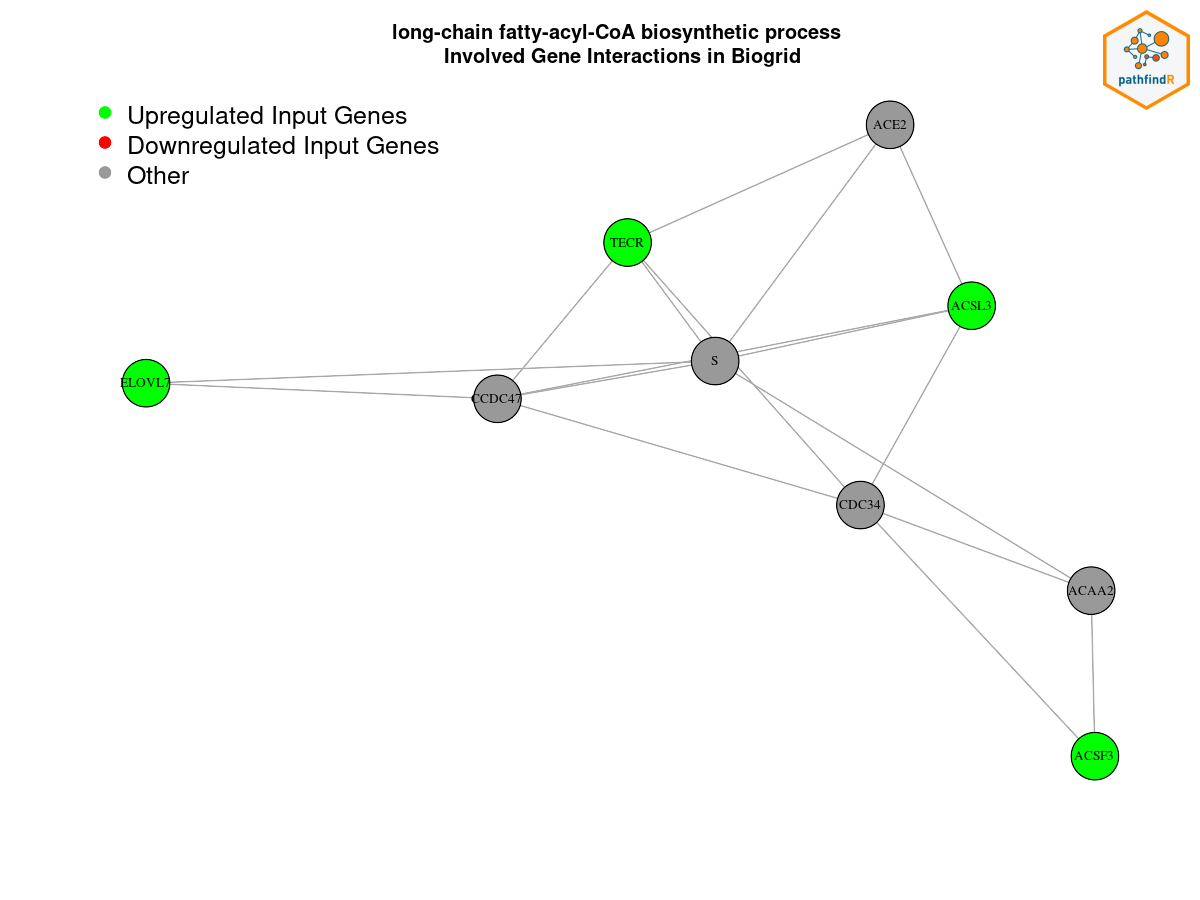 long-chain fatty-acyl-CoA biosynthetic process
Involved Gene Interactions in Biogrid
pathfindR
Upregulated Input Genes
Downregulated Input Genes
Other
ACE2
TECR
ACSL3
S
ELOVL7
CCDC47
CDC34
ACAA2
ACSF3